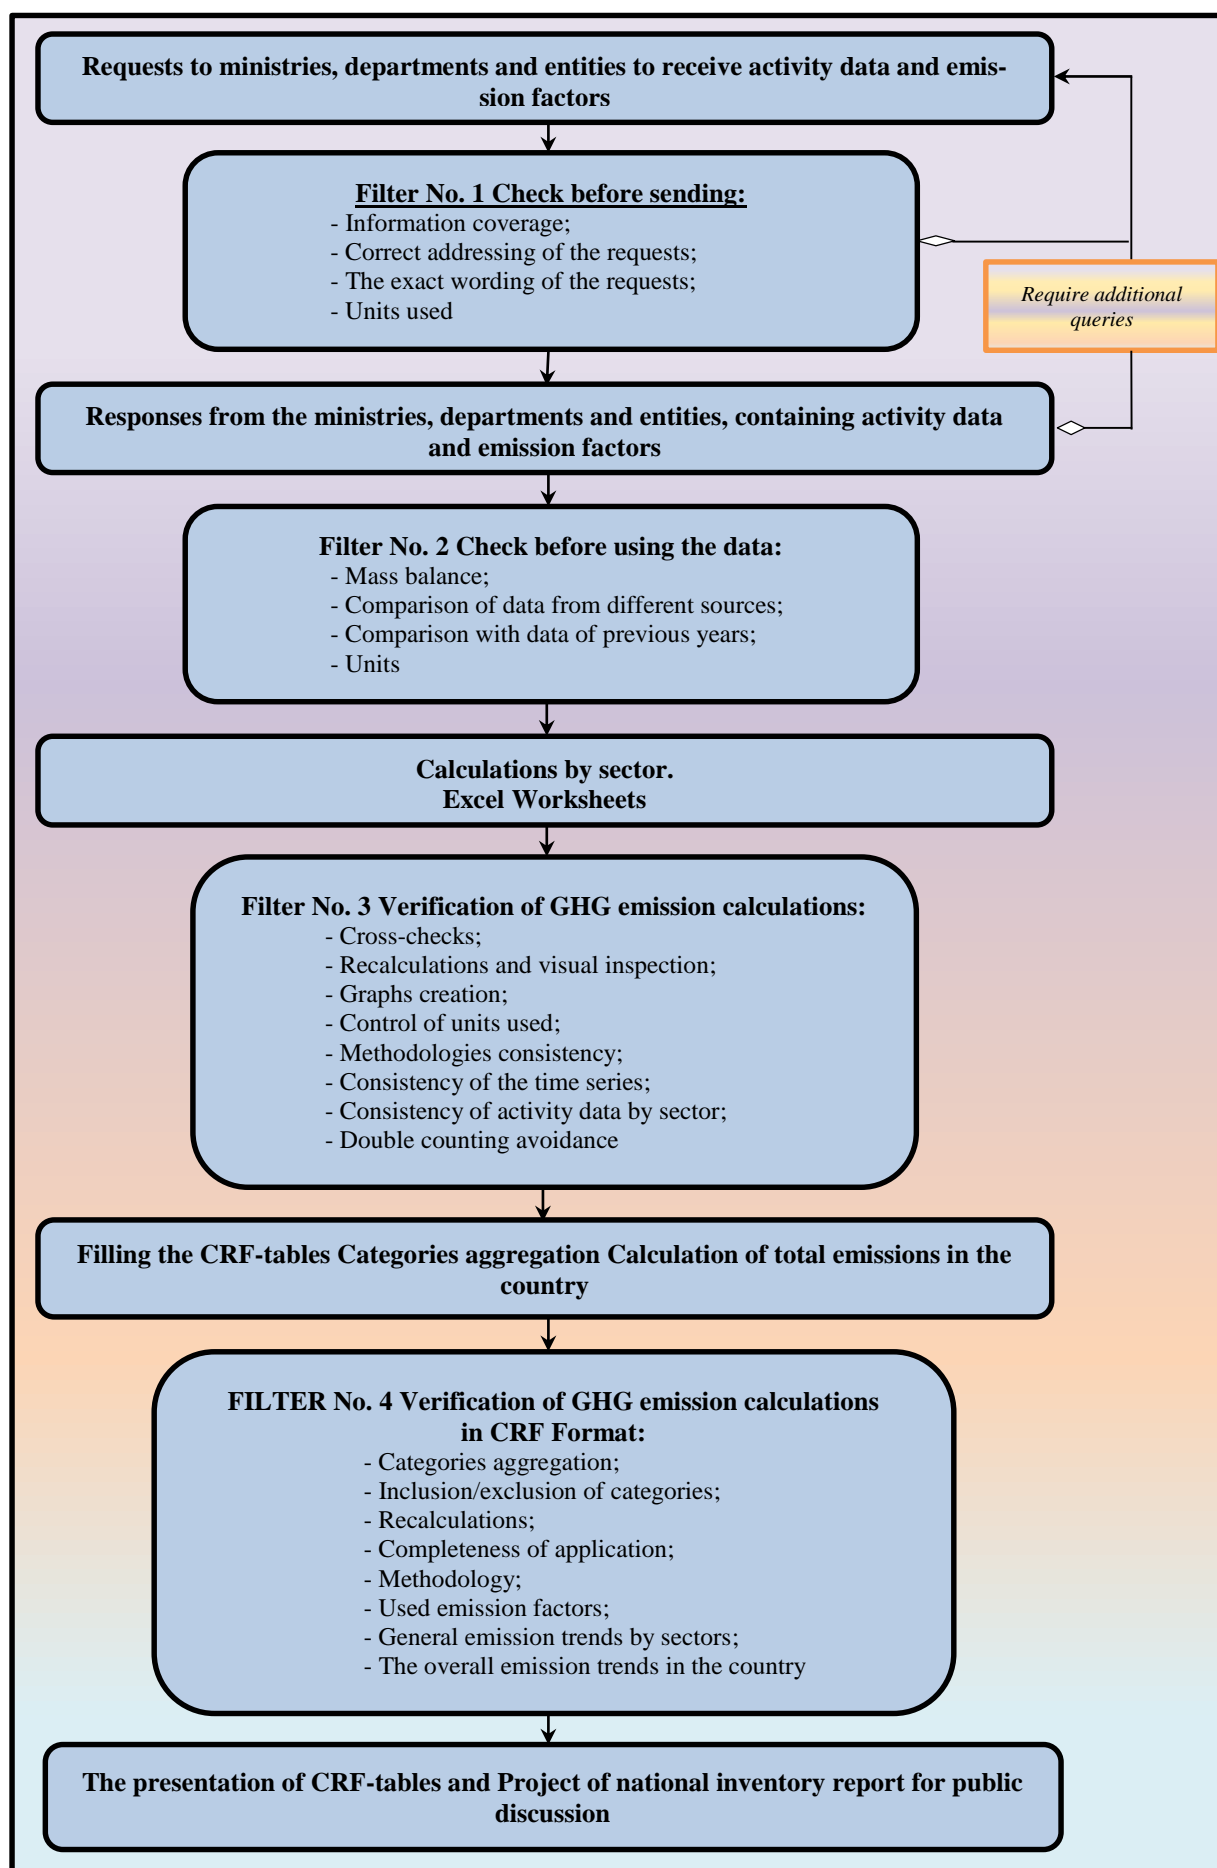 Requests to ministries, departments and entities to receive activity data and emis-
sion factors
Filter No. 1 Check before sending:
- Information coverage;
- Correct addressing of the requests;
- The exact wording of the requests;
- Units used
Require additional
queries
Responses from the ministries, departments and entities, containing activity data
and emission factors
Filter No. 2 Check before using the data:
- Mass balance;
- Comparison of data from different sources;
- Comparison with data of previous years;
- Units
Calculations by sector.
Excel Worksheets
Filter No. 3 Verification of GHG emission calculations:
- Cross-checks;
- Recalculations and visual inspection;
- Graphs creation;
- Control of units used;
- Methodologies consistency;
- Consistency of the time series;
- Consistency of activity data by sector;
- Double counting avoidance
Filling the CRF-tables Categories aggregation Calculation of total emissions in the
country
FILTER No. 4 Verification of GHG emission calculations
in CRF Format:
- Categories aggregation;
- Inclusion/exclusion of categories;
- Recalculations;
- Completeness of application;
- Methodology;
- Used emission factors;
- General emission trends by sectors;
- The overall emission trends in the country
The presentation of CRF-tables and Project of national inventory report for public
discussion